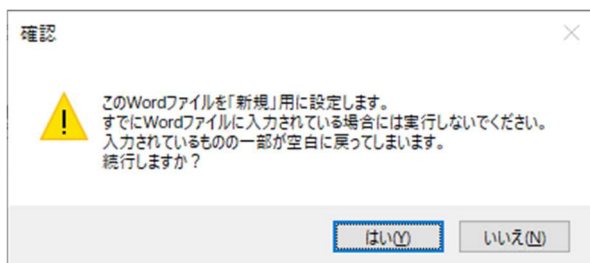 確認
このWordファイルを「新規」用に設定します。
すでにWordファイルに入力されている場合には実行しないでください。
入力されているものの一部が空白に戻ってしまいます。
続行しますか？
はい(Y)
いいえ(N)